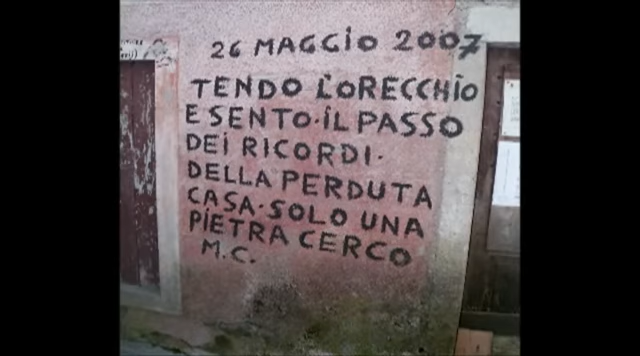 26 MAGGIO 2007
TENDO L'ORECCHIO
E SENTO·IL PASSO
DEI RICORDI·
DELLA PERDUTA
CASA·SOLO UNA
PIETRA CERCO
M.C.